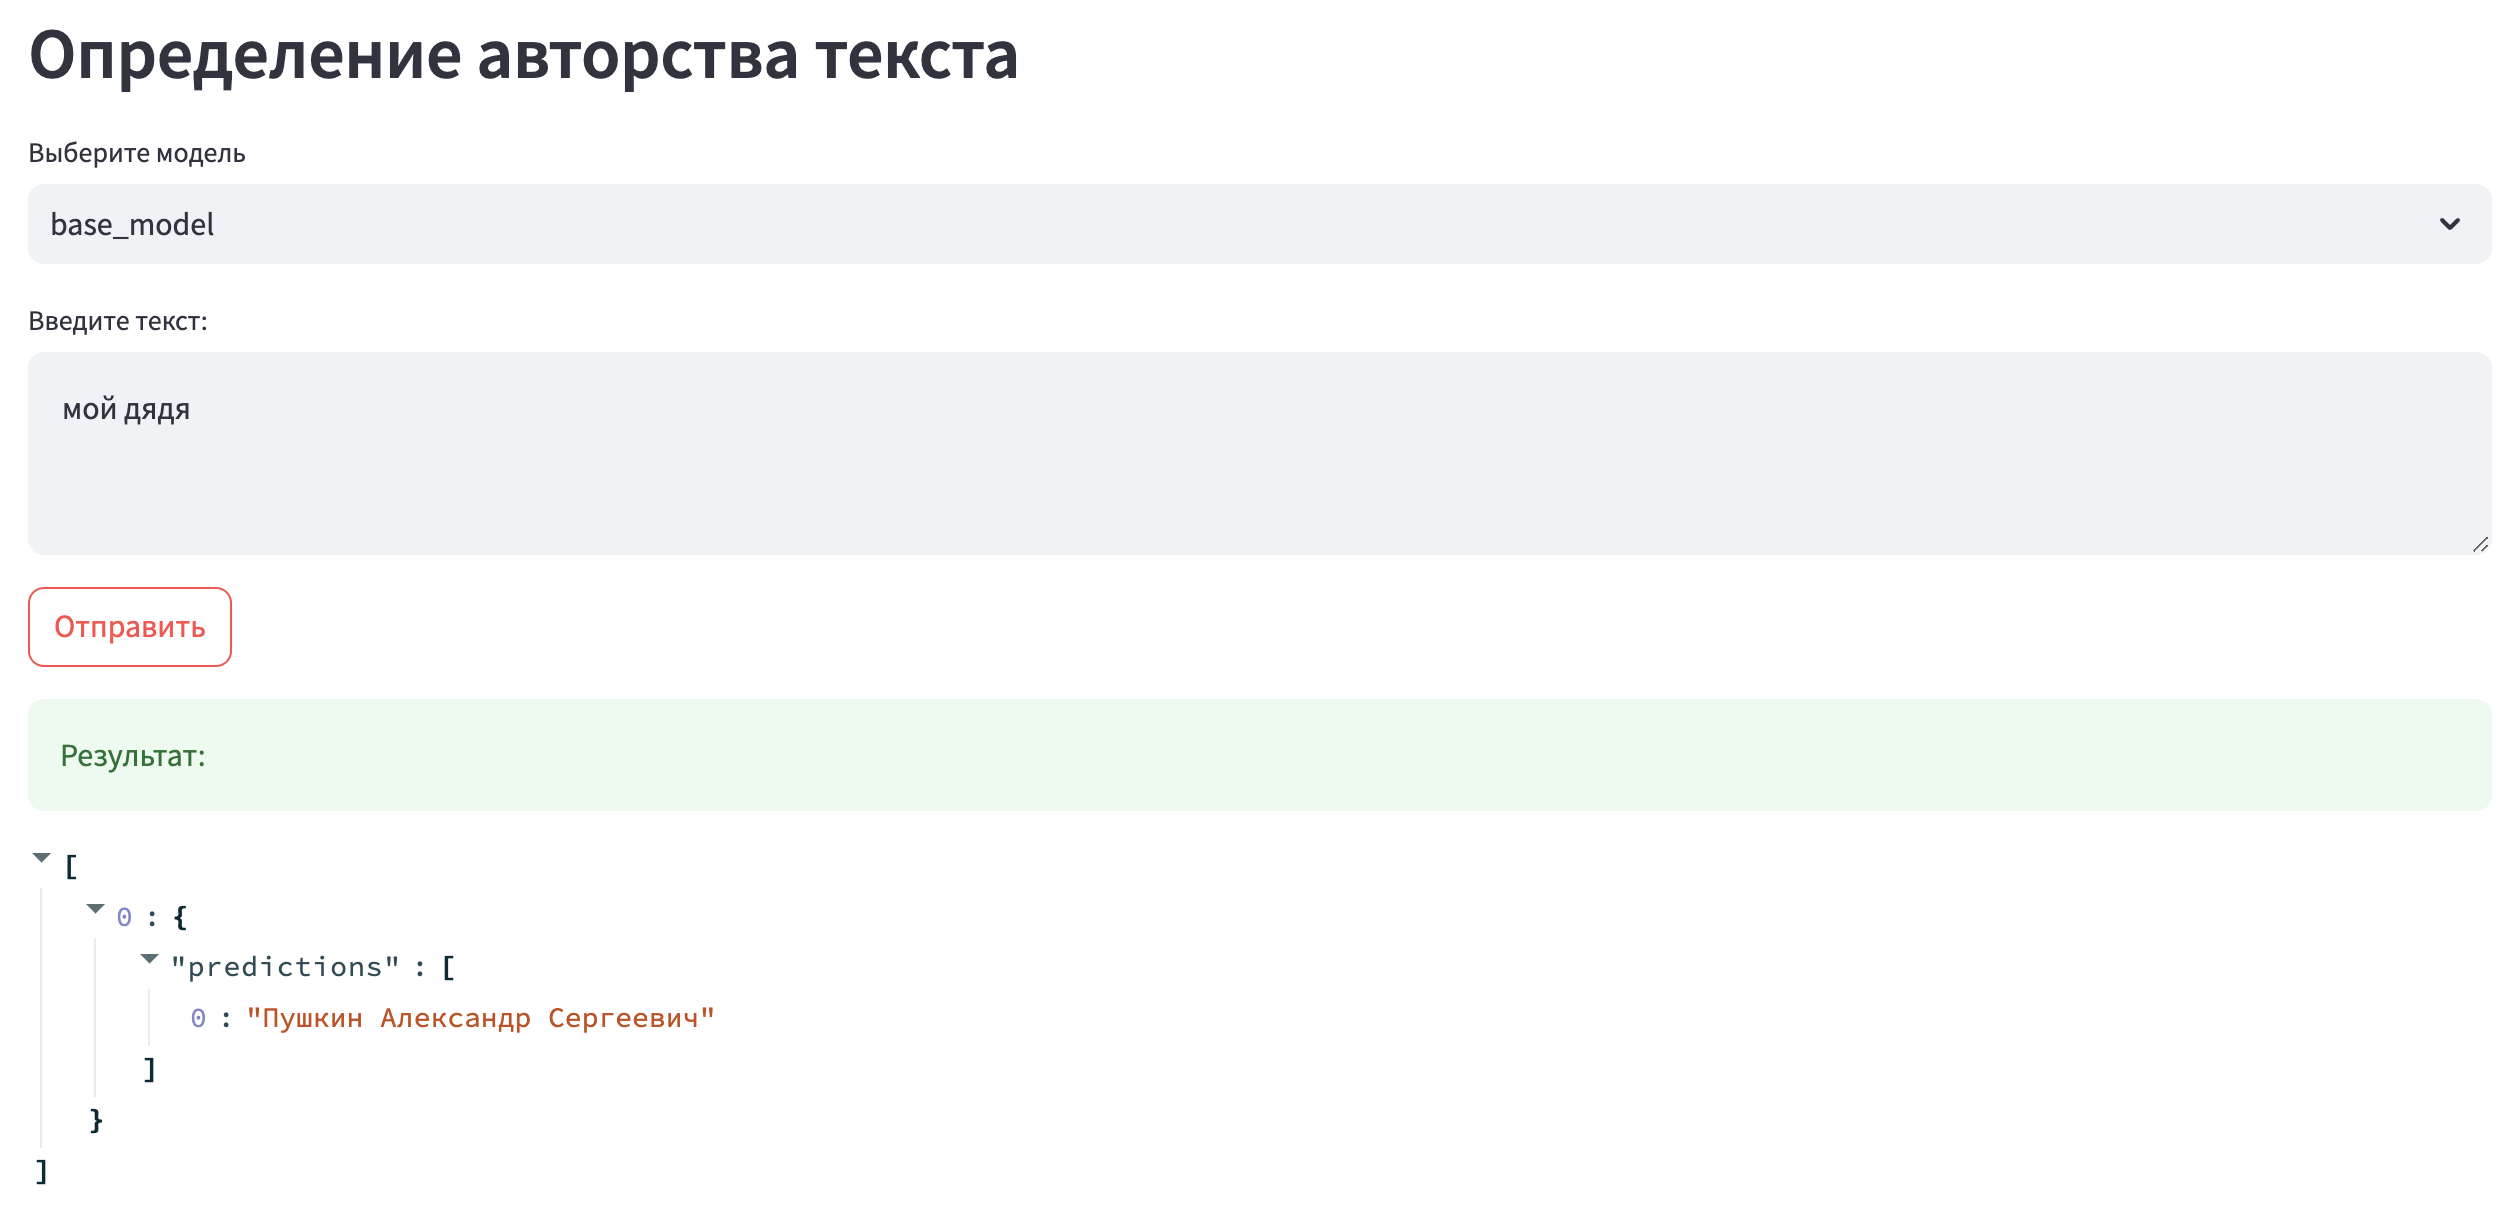 Определение авторства текста
Выберите модель
base_model
Введите текст:
мой дядя
Отправить
Результат:
[
0 : {
"predictions" : [
0 : "Пушкин Александр Сергеевич"
]
}
]